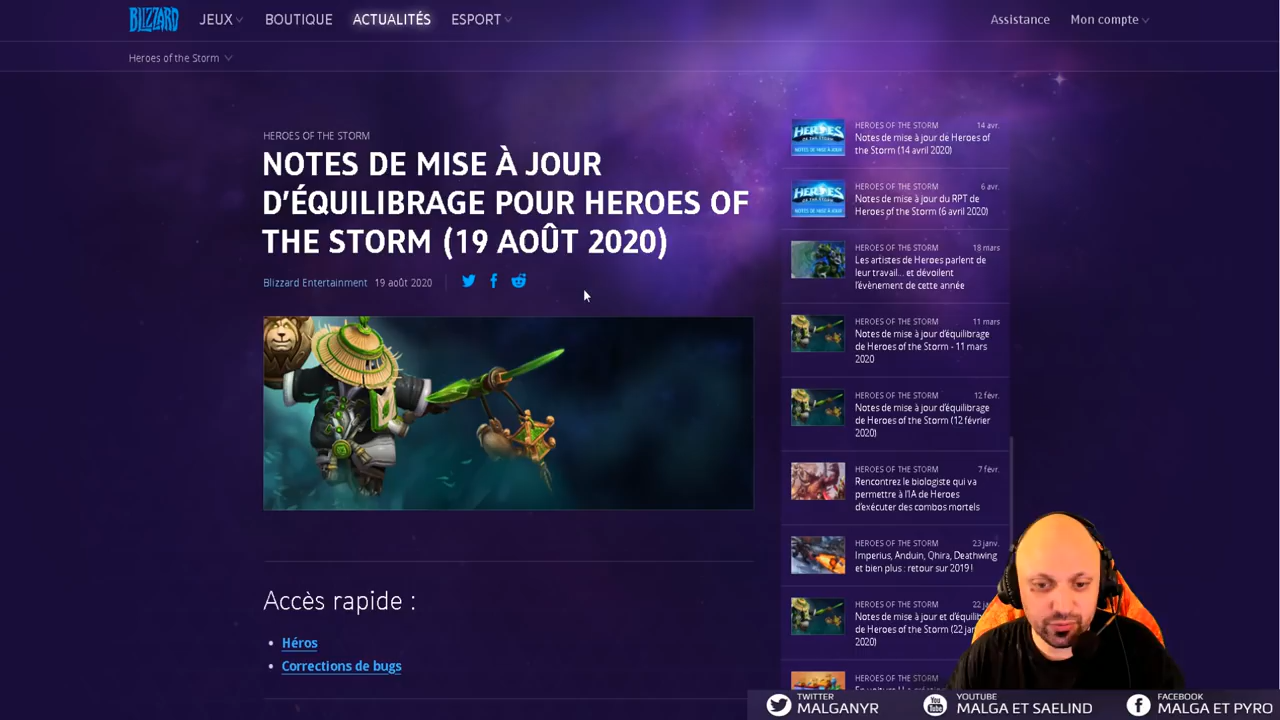 BLIZZARD
JEUX
BOUTIQUE
ACTUALITÉS
ESPORT
Assistance
Mon compte
Heroes of the Storm
HEROES OF THE STORM
NOTES DE MISE À JOUR
D'ÉQUILIBRAGE POUR HEROES OF
THE STORM (19 AOÛT 2020)
Blizzard Entertainment 19 août 2020
Accès rapide :
Héros
Corrections de bugs
HEROES OF THE STORM 14 avr.
Notes de mise à jour de Heroes of
the Storm (14 avril 2020)
HEROES OF THE STORM 6 avr.
Notes de mise à jour du RPT de
Heroes of the Storm (6 avril 2020)
HEROES OF THE STORM 18 mars
Les artistes de Heroes parlent de
leur travail... et dévoilent
l'évènement de cette année
HEROES OF THE STORM 11 mars
Notes de mise à jour d'équilibrage
de Heroes of the Storm - 11 mars
2020
HEROES OF THE STORM 12 févr.
Notes de mise à jour d'équilibrage
de Heroes of the Storm (12 février
2020)
HEROES OF THE STORM 7 févr.
Rencontrez le biologiste qui va
permettre à l'IA de Heroes
d'exécuter des combos mortels
HEROES OF THE STORM 23 janv.
Imperius, Anduin, Qhira, Deathwing
et bien plus : retour sur 2019 !
HEROES OF THE STORM 22
Notes de mise à jour et
de Heroes of the Storm (22
2020)
HEROES OF THE STORM
TWITTER
MALGANYR
YOUTUBE
MALGA ET SAELIND
FACEBOOK
MALGA ET PYRO